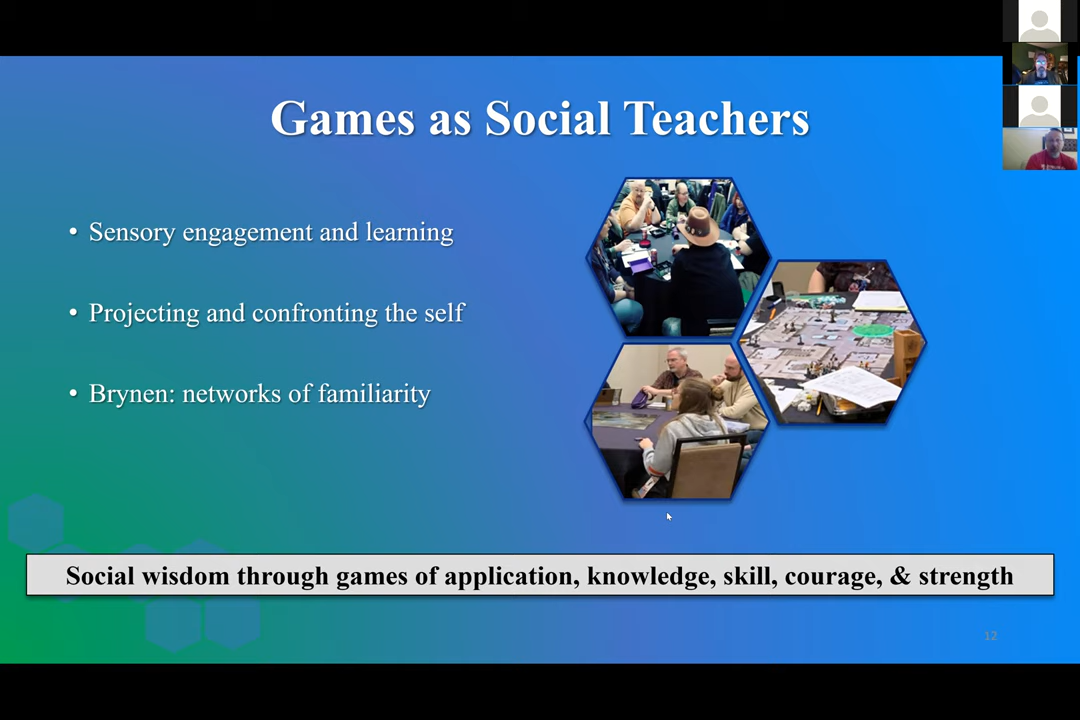 Games as Social Teachers
• Sensory engagement and learning
• Projecting and confronting the self
• Brynen: networks of familiarity
Social wisdom through games of application, knowledge, skill, courage, & strength
12